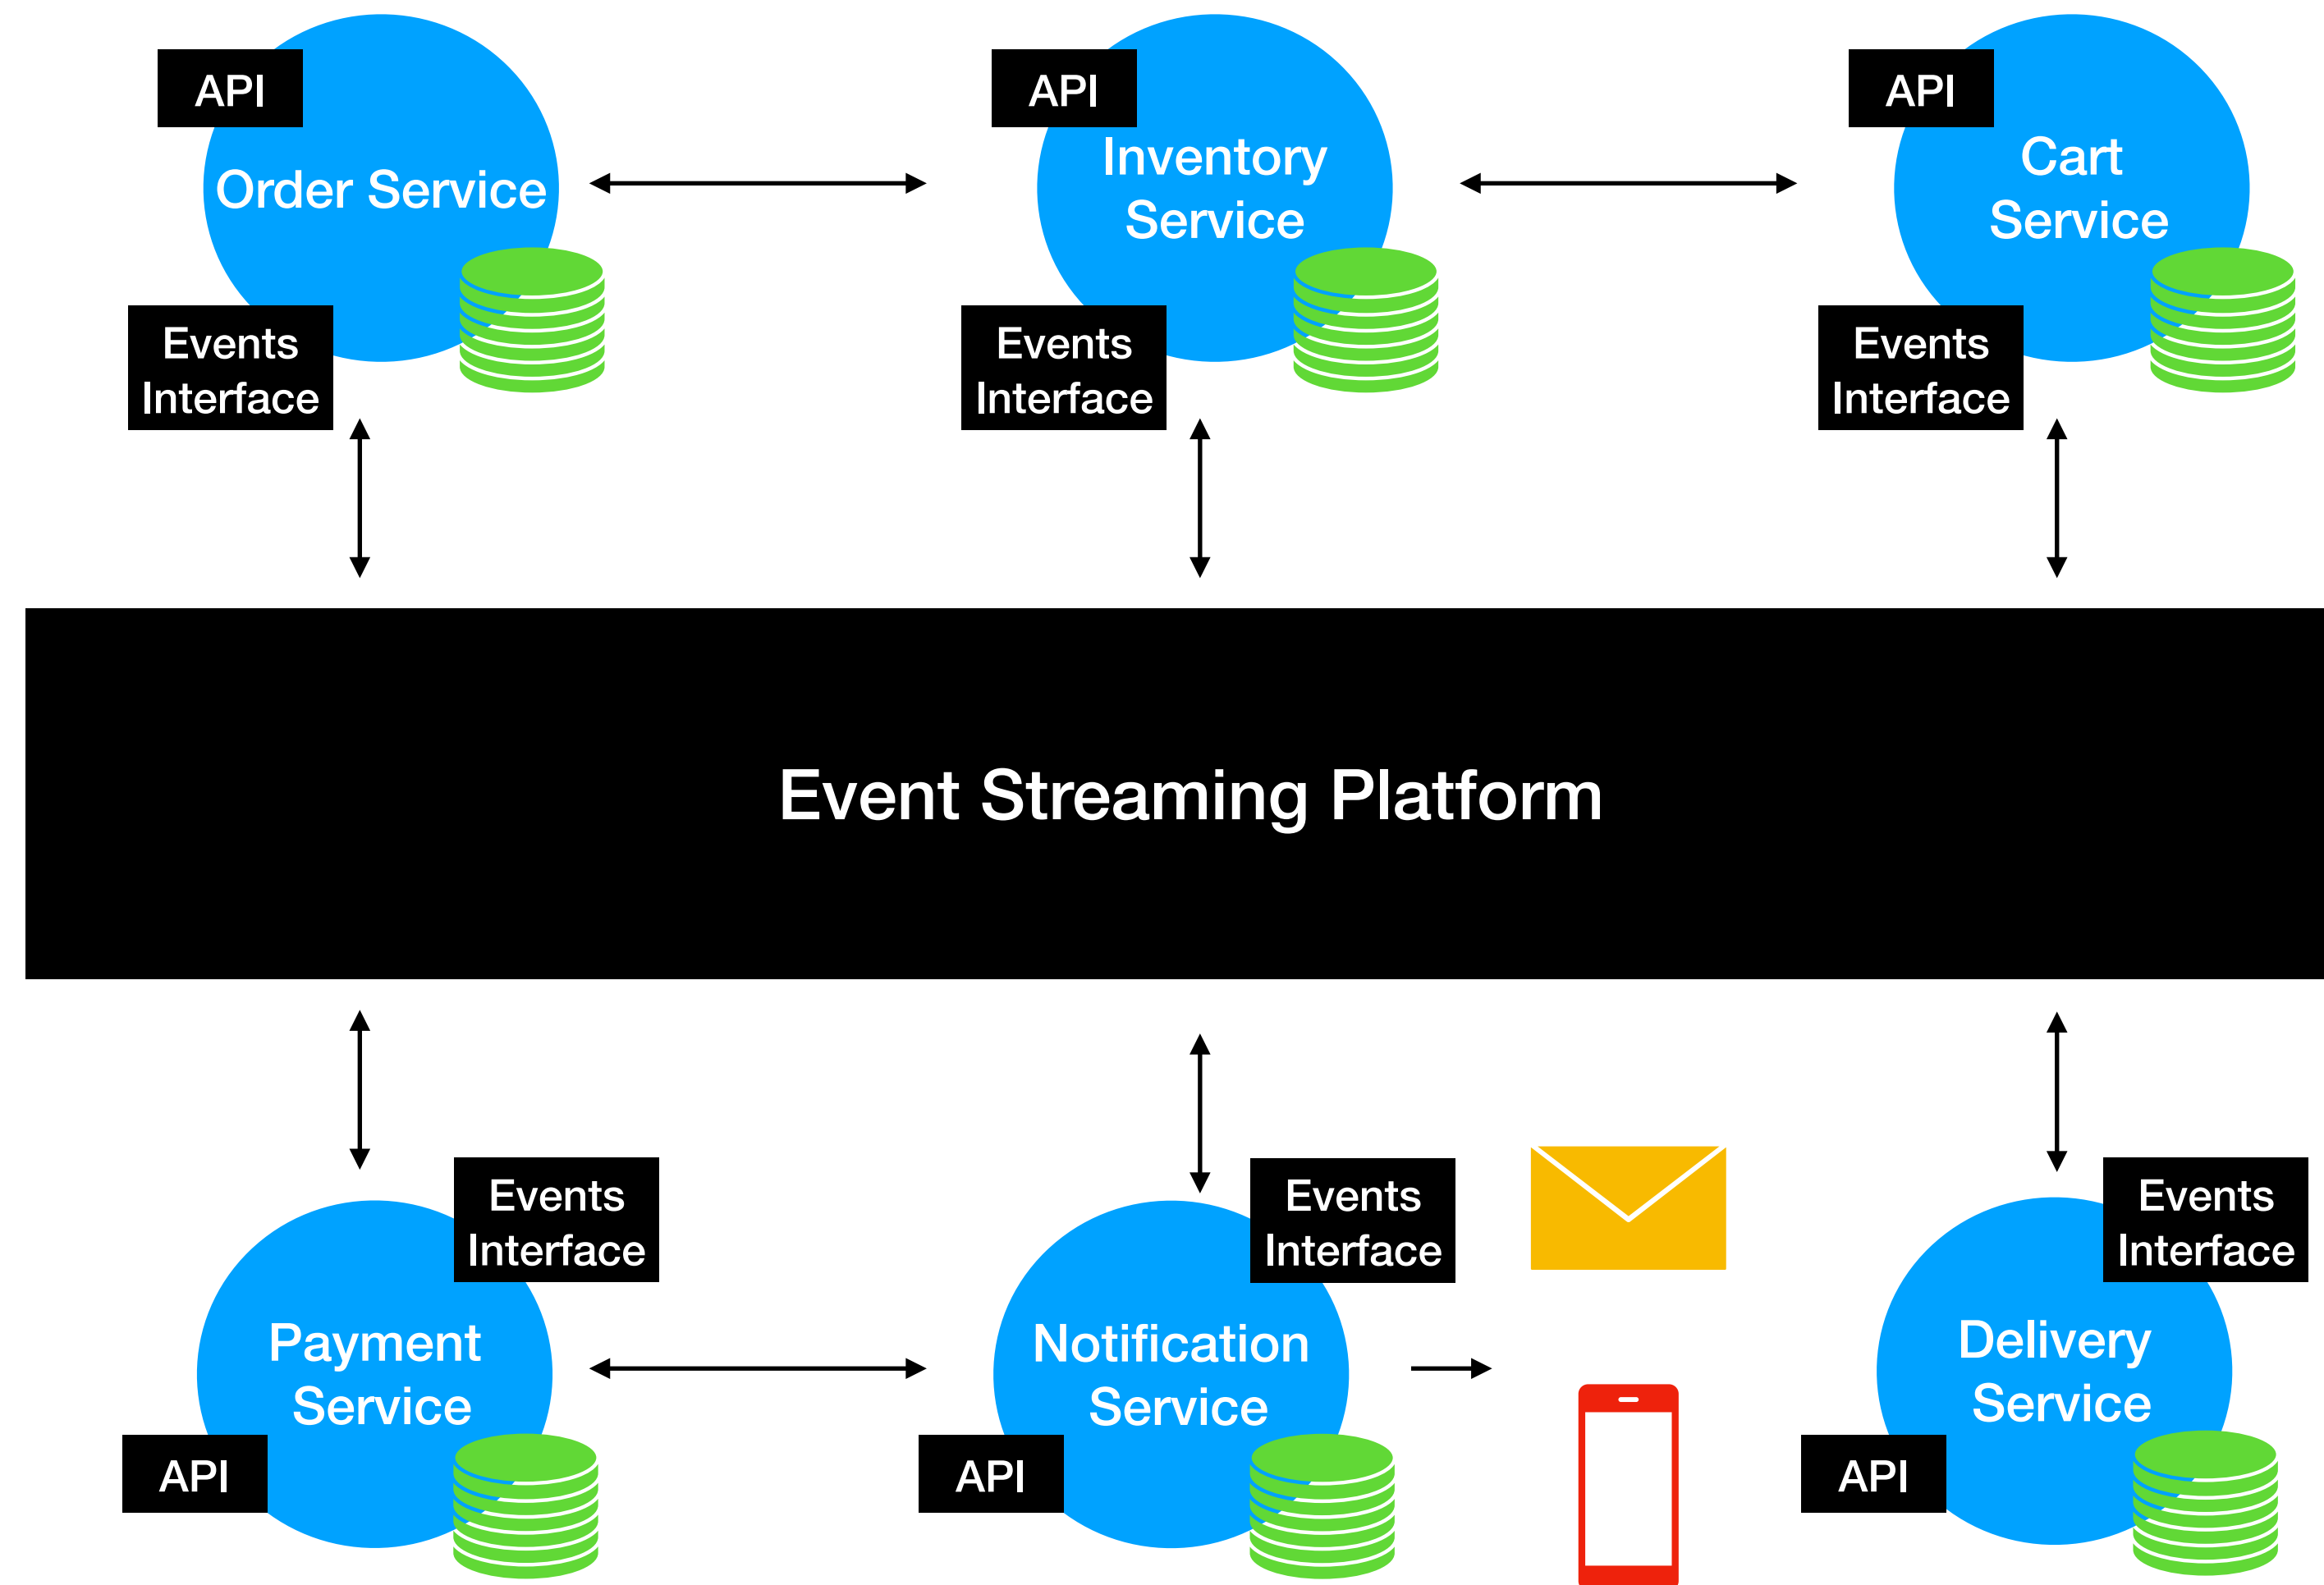 API
Order Service
Events
Interface
API
Inventory
Service
Events
Interface
API
Cart
Service
Events
Interface
Event Streaming Platform
Events
Interface
Payment
Service
API
Events
Interface
Notification
Service
API
Events
Interface
Delivery
Service
API